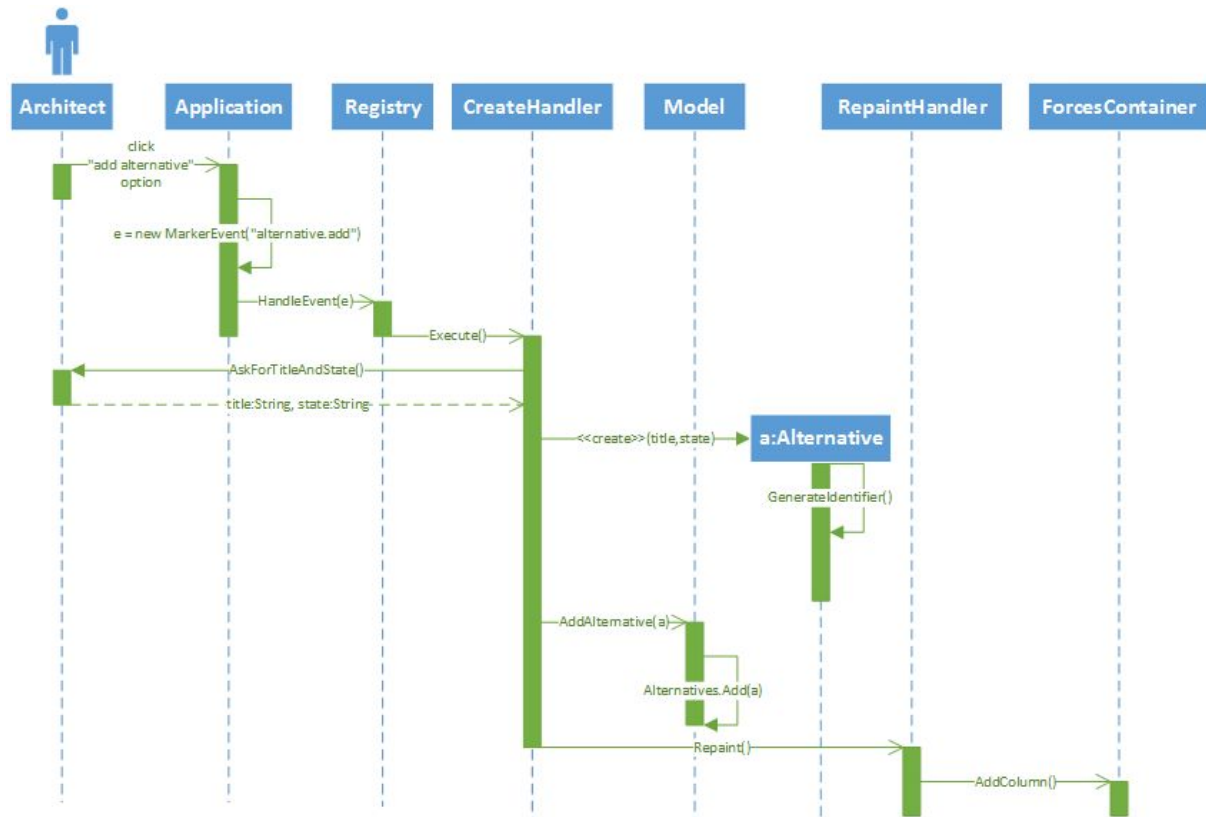 Architect
Application
Registry
CreateHandler
Model
RepaintHandler
ForcesContainer
click
"add alternative"
option
e = new MarkerEvent("alternative.add")
HandleEvent(e)
Execute()
AskForTitleAndState()
title:String, state:String
<<create>>(title,state)
a:Alternative
GenerateIdentifier()
AddAlternative(a)
Alternatives.Add(a)
Repaint()
AddColumn()